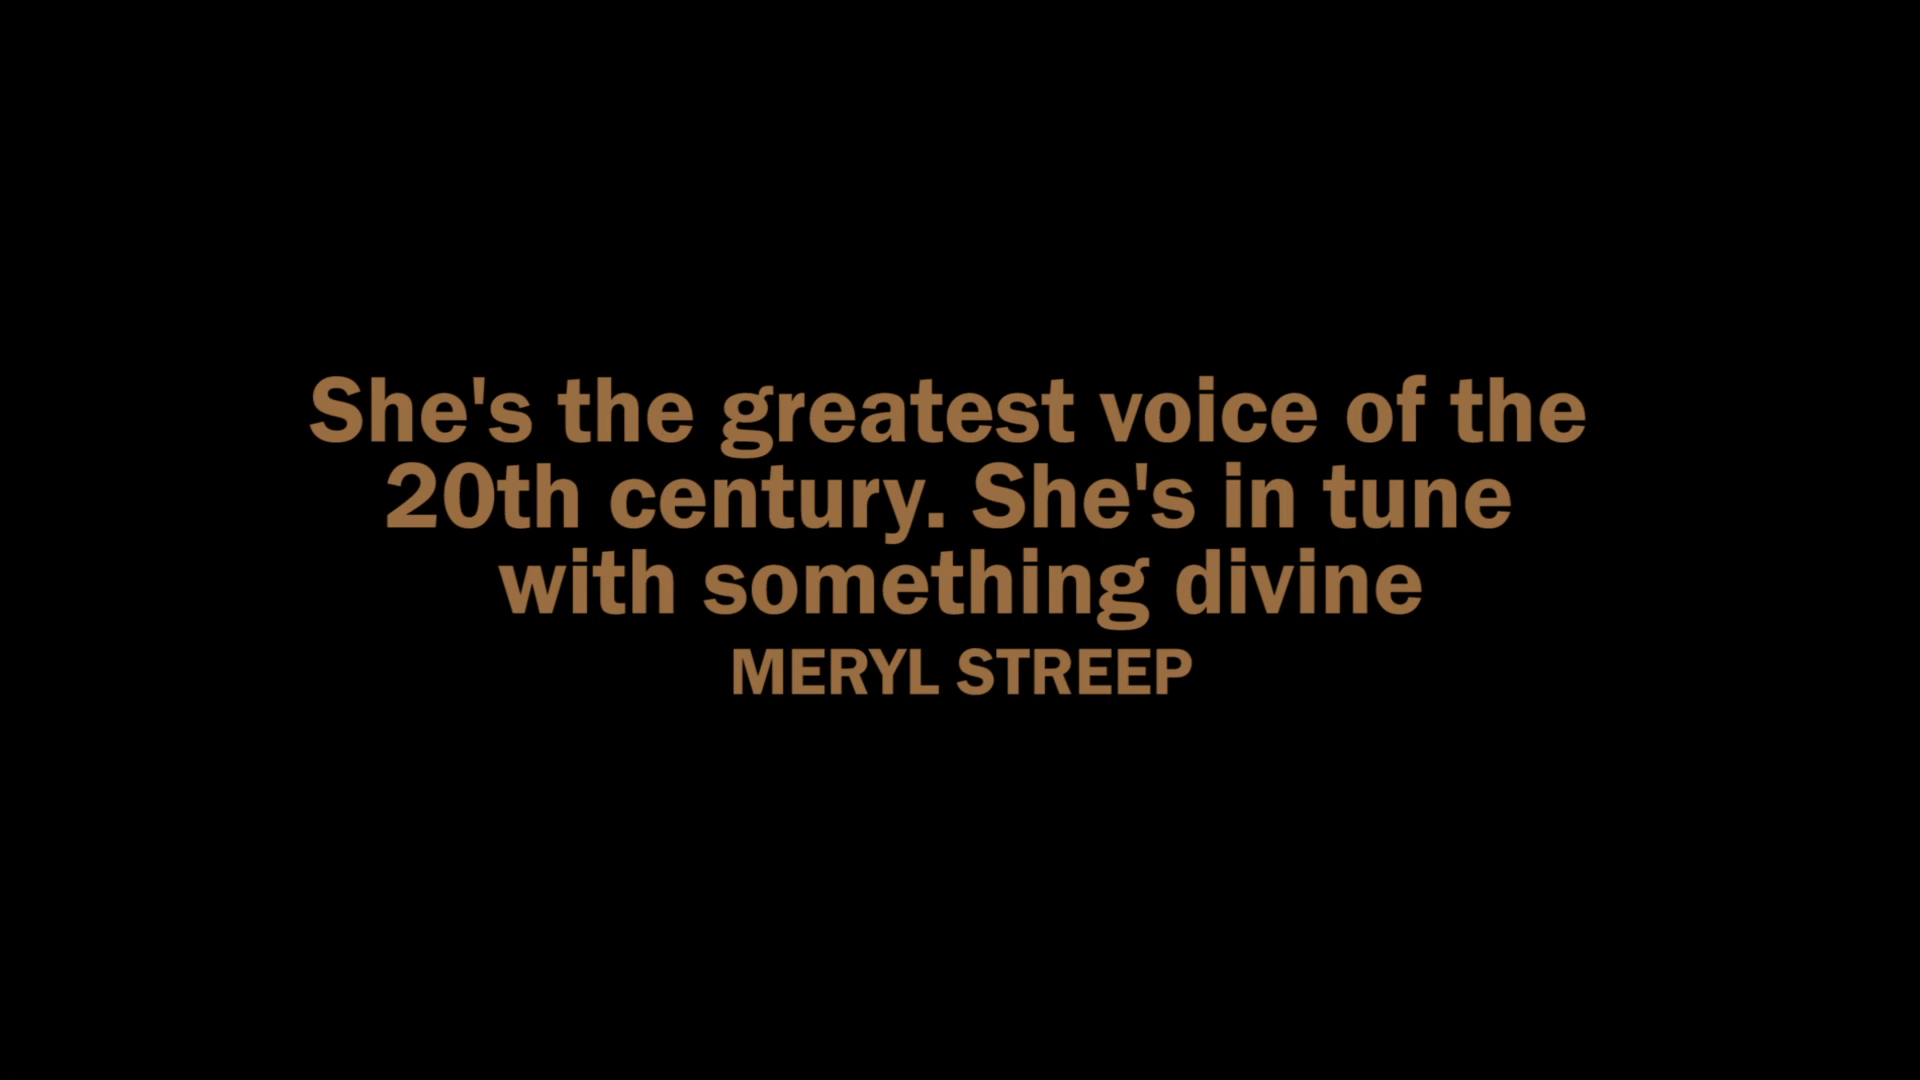 She's the greatest voice of the
20th century. She's in tune
with something divine
MERYL STREEP